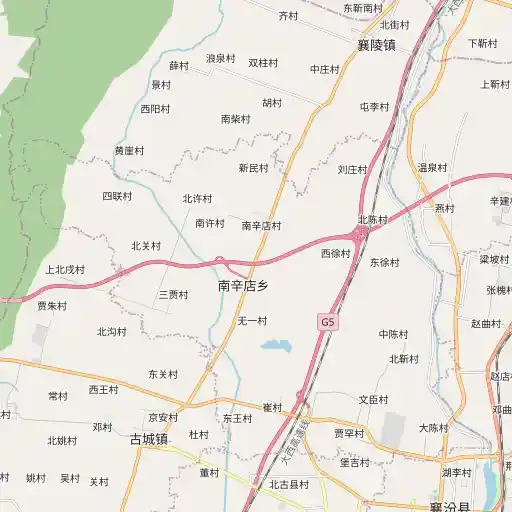 东靳南村
齐村
北街村
襄陵镇
下靳村
浪泉村
双柱村
薛村
中庄村
景村
上靳村
胡村
西阳村
屯李村
南柴村
黄崖村
新民村
刘庄村
温泉村
四联村
北许村
燕村
辛建村
北陈村
南许村
南辛店村
北关村
西徐村
东徐村
梁坡村
上北戌村
南辛店乡
张槐村
三贾村
贾朱村
无一村
G5
赵曲村
北沟村
中陈村
北靳村
东关村
赵店
西王村
常村
文臣村
崔村
邓曲
京安村
东王村
邓村
杜村
贾罕村
大陈村
北姚村
古城镇
大西高速线
堡吉村
董村
湖李村
姚村
吴村
关村
北古县村
襄汾县